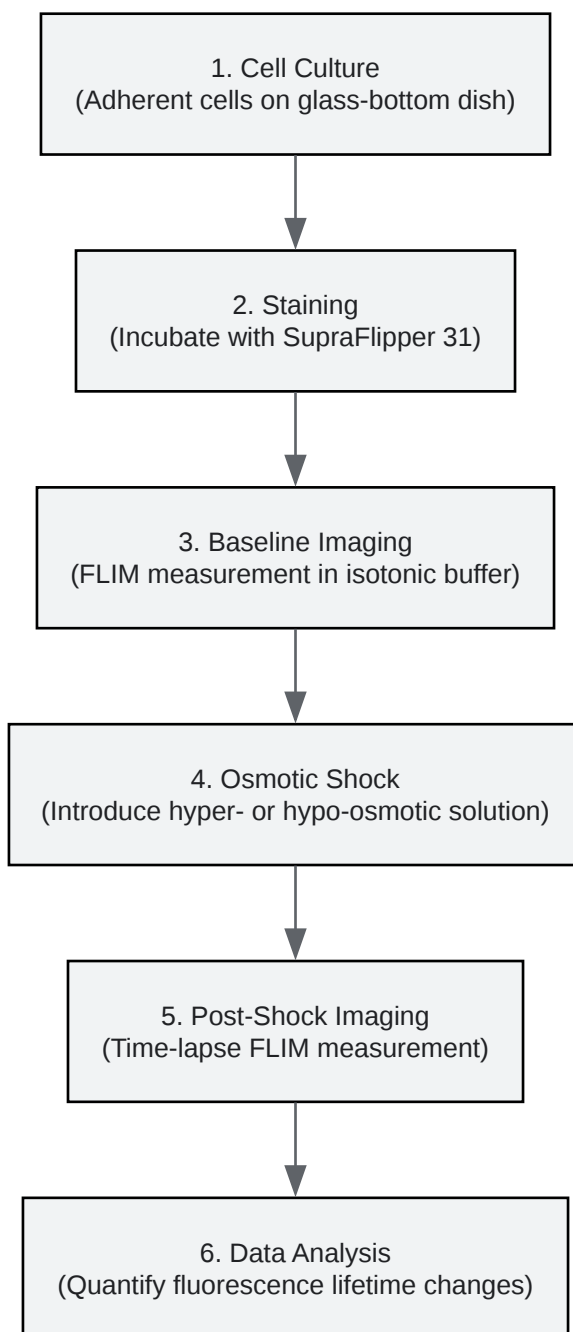 1. Cell Culture
(Adherent cells on glass-bottom dish)
2. Staining
(Incubate with SupraFlipper 31)
3. Baseline Imaging
(FLIM measurement in isotonic buffer)
4. Osmotic Shock
(Introduce hyper- or hypo-osmotic solution)
5. Post-Shock Imaging
(Time-lapse FLIM measurement)
6. Data Analysis
(Quantify fluorescence lifetime changes)